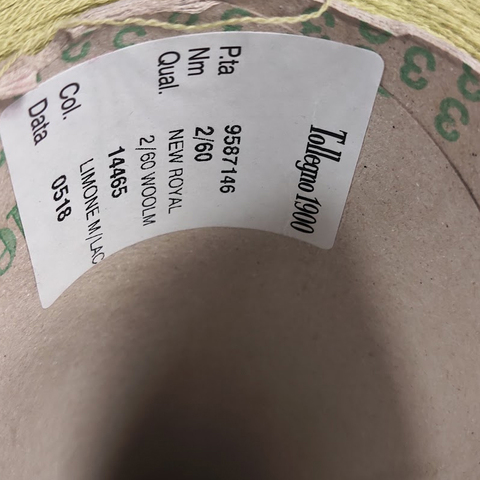 Tollegno 1900
P.ta 9587146
Nm 2/60
Qual. NEW ROYAL
2/60 WOOLM
Col. 14465
LIMONE M/LAC
Data 0518